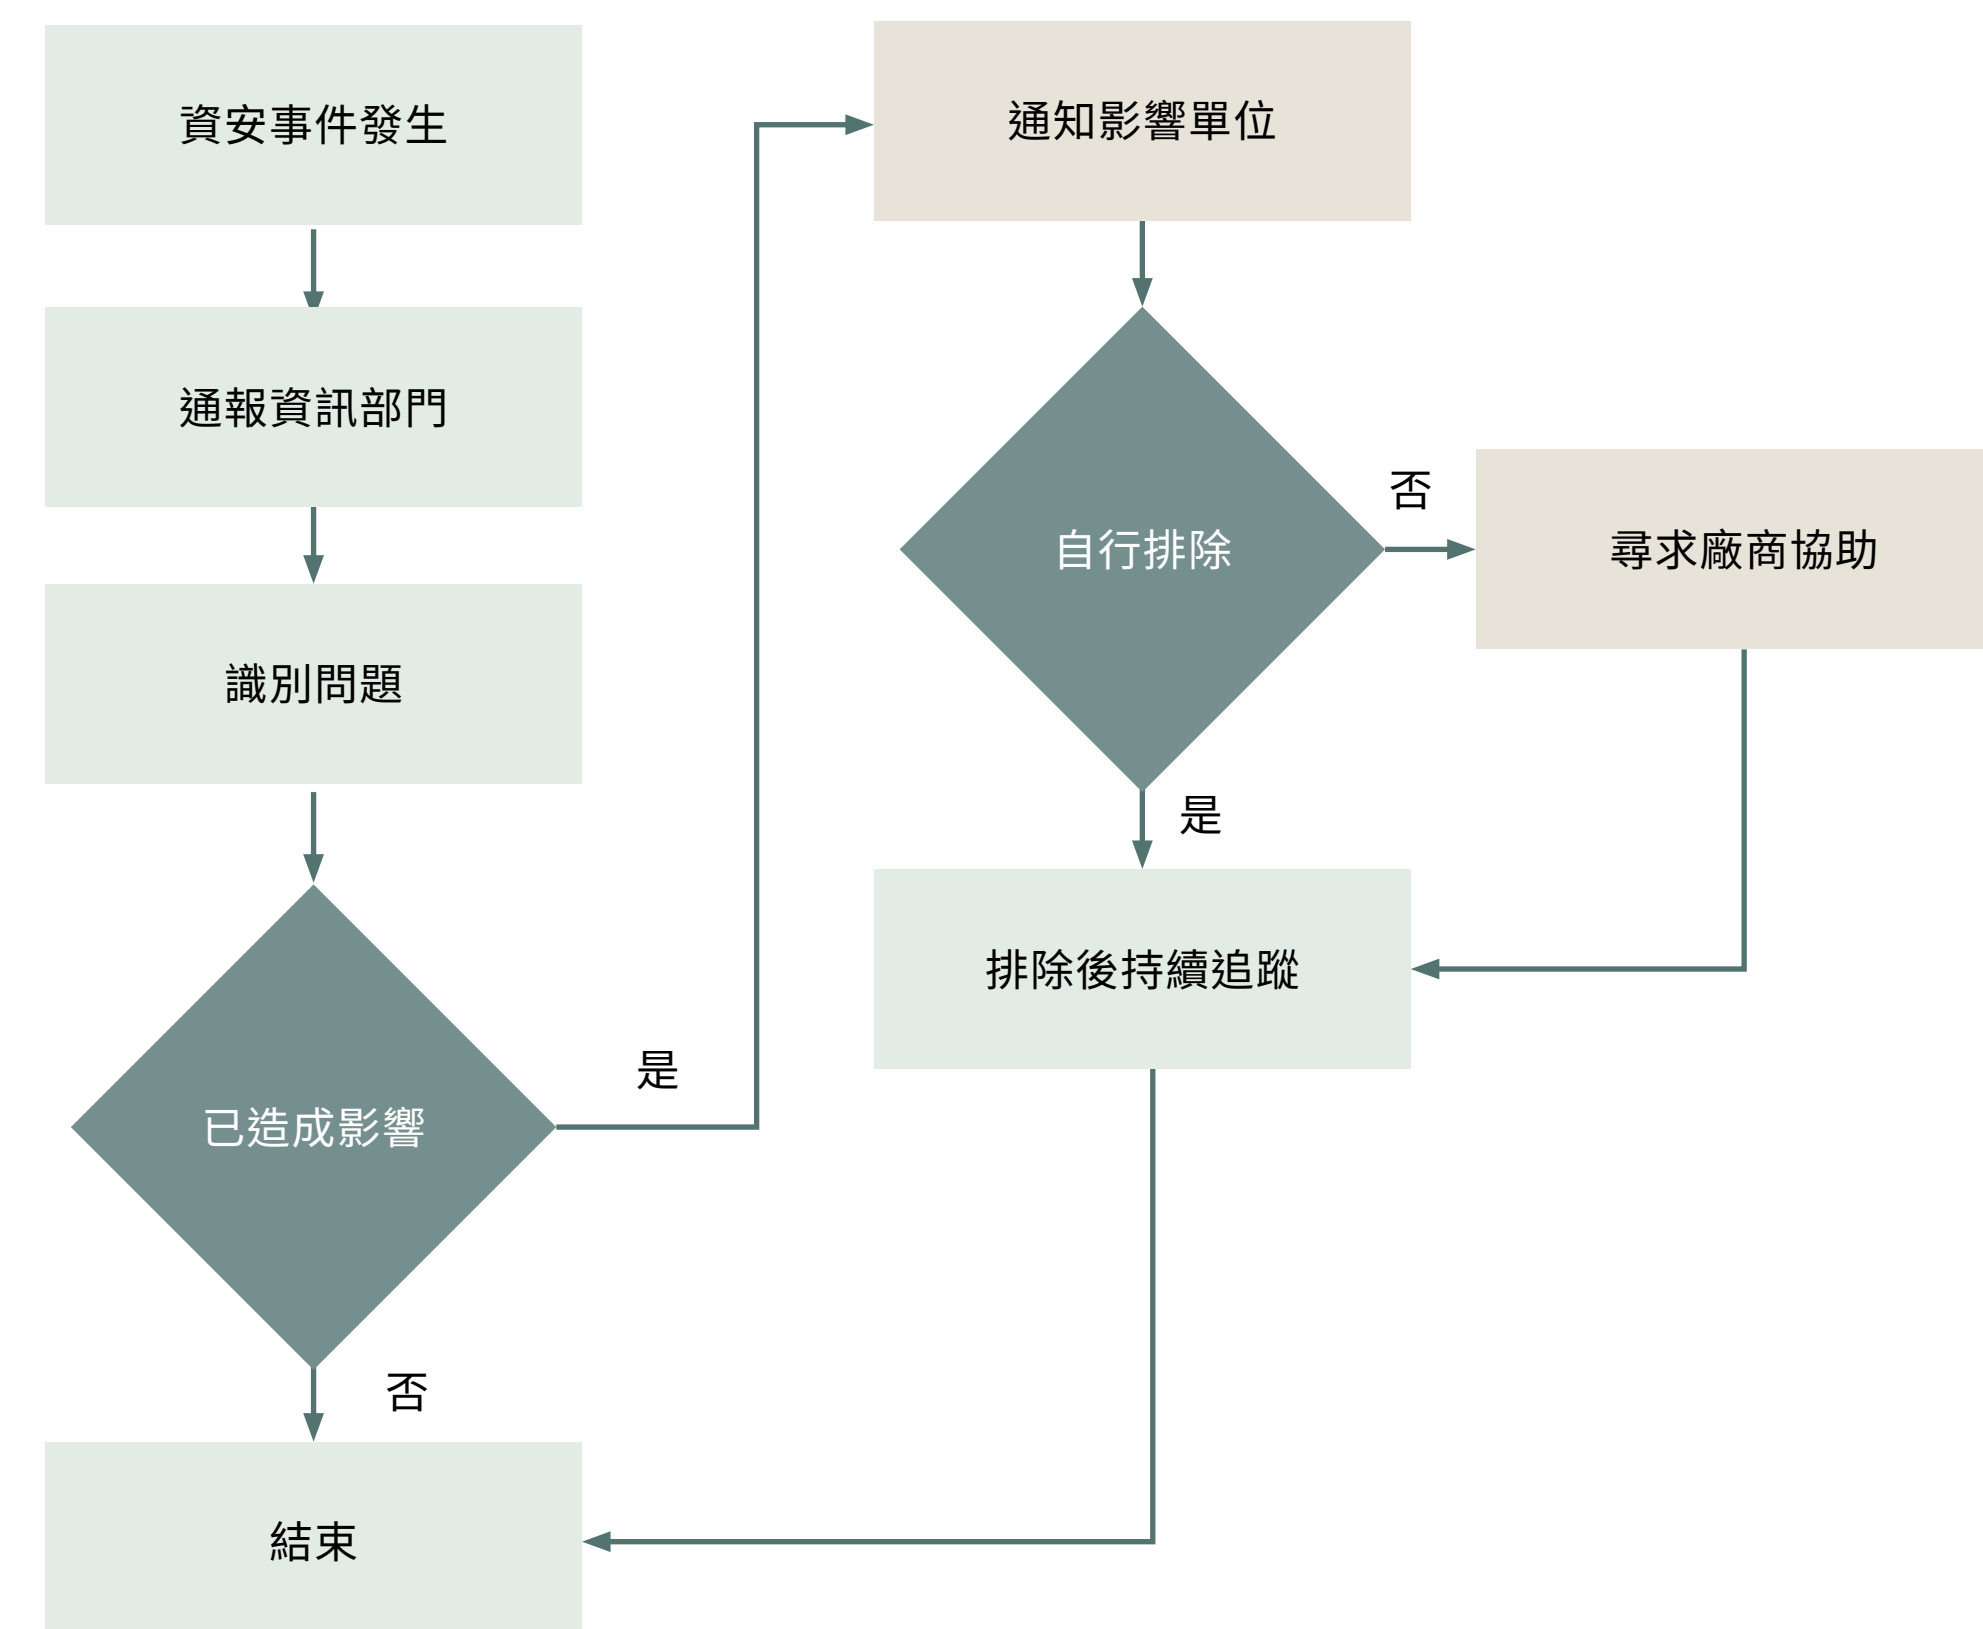 資安事件發生
通報資訊部門
識別問題
已造成影響
是
否
結束
通知影響單位
自行排除
否
尋求廠商協助
是
排除後持續追蹤